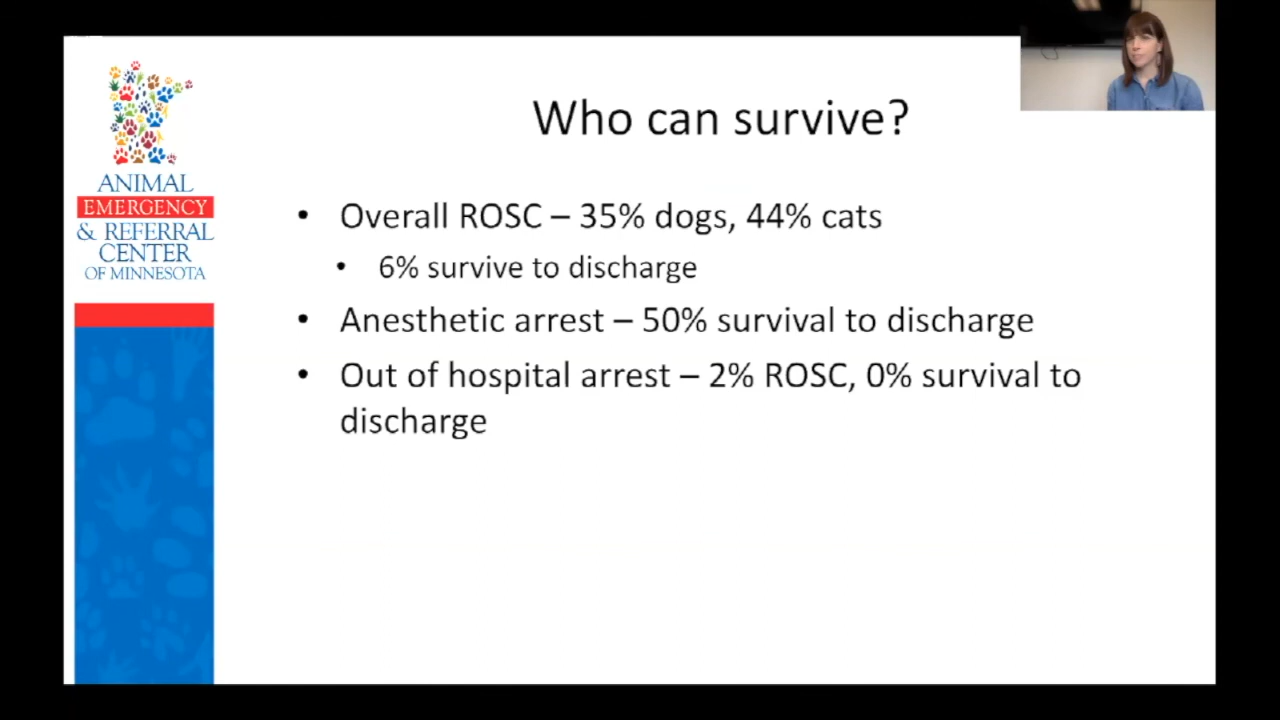 Who can survive?
ANIMAL
EMERGENCY
& REFERRAL
CENTER
OF MINNESOTA
• Overall ROSC – 35% dogs, 44% cats
• 6% survive to discharge
• Anesthetic arrest – 50% survival to discharge
• Out of hospital arrest – 2% ROSC, 0% survival to
discharge